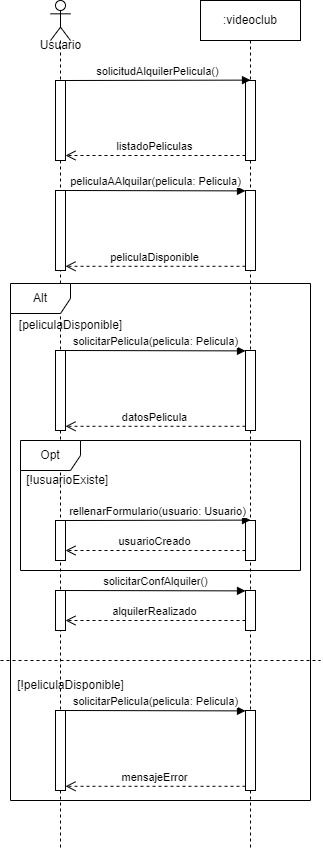 Usuario
:videoclub
solicitudAlquilerPelicula()
listadoPeliculas
peliculaAAlquilar(pelicula: Pelicula)
peliculaDisponible
Alt
[peliculaDisponible]
solicitarPelicula(pelicula: Pelicula)
datosPelicula
Opt
[!usuarioExiste]
rellenarFormulario(usuario: Usuario)
usuarioCreado
solicitarConfAlquiler()
alquilerRealizado
[!peliculaDisponible]
solicitarPelicula(pelicula: Pelicula)
mensajeError